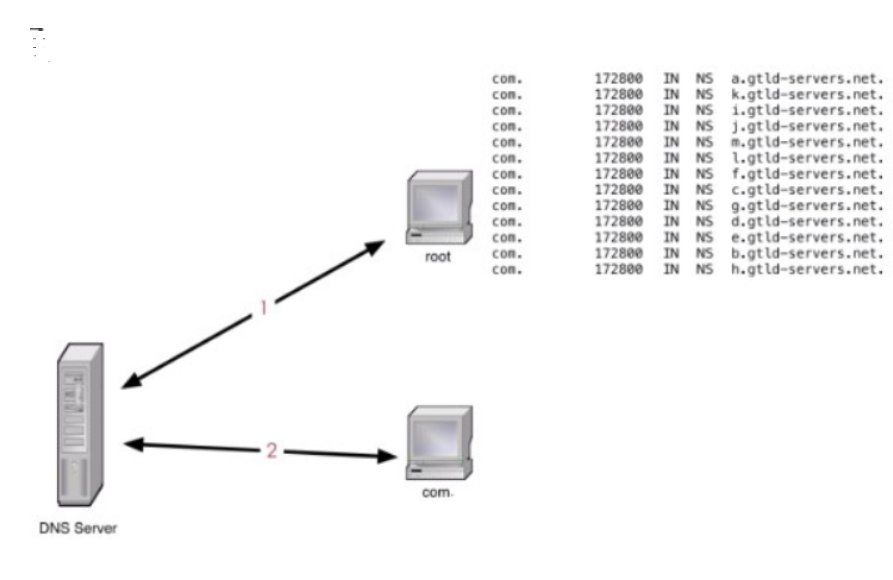 com. 172800 IN NS a.gtld-servers.net.
com. 172800 IN NS k.gtld-servers.net.
com. 172800 IN NS i.gtld-servers.net.
com. 172800 IN NS j.gtld-servers.net.
com. 172800 IN NS m.gtld-servers.net.
com. 172800 IN NS l.gtld-servers.net.
com. 172800 IN NS f.gtld-servers.net.
com. 172800 IN NS c.gtld-servers.net.
com. 172800 IN NS g.gtld-servers.net.
com. 172800 IN NS d.gtld-servers.net.
com. 172800 IN NS e.gtld-servers.net.
com. 172800 IN NS b.gtld-servers.net.
com. 172800 IN NS h.gtld-servers.net.
root
1
2
com.
DNS Server